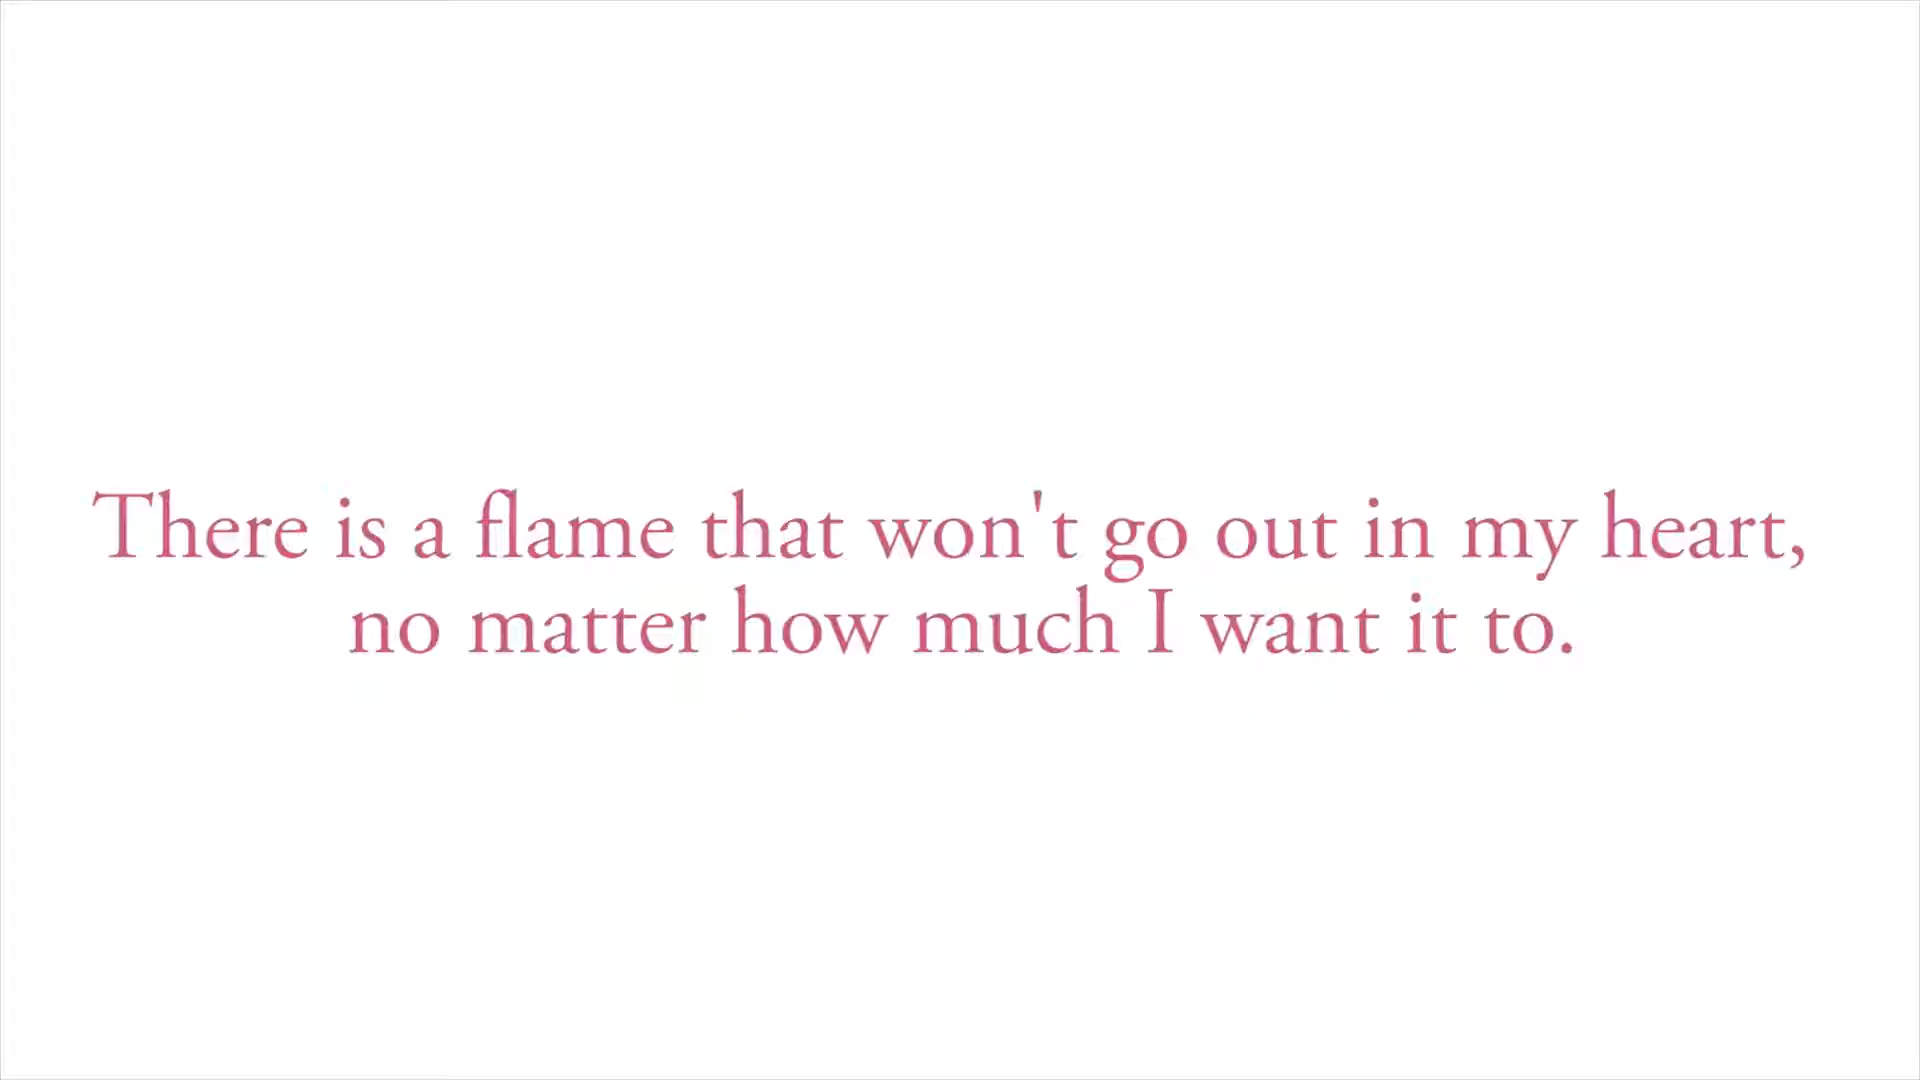 There is a flame that won't go out in my heart,
no matter how much I want it to.